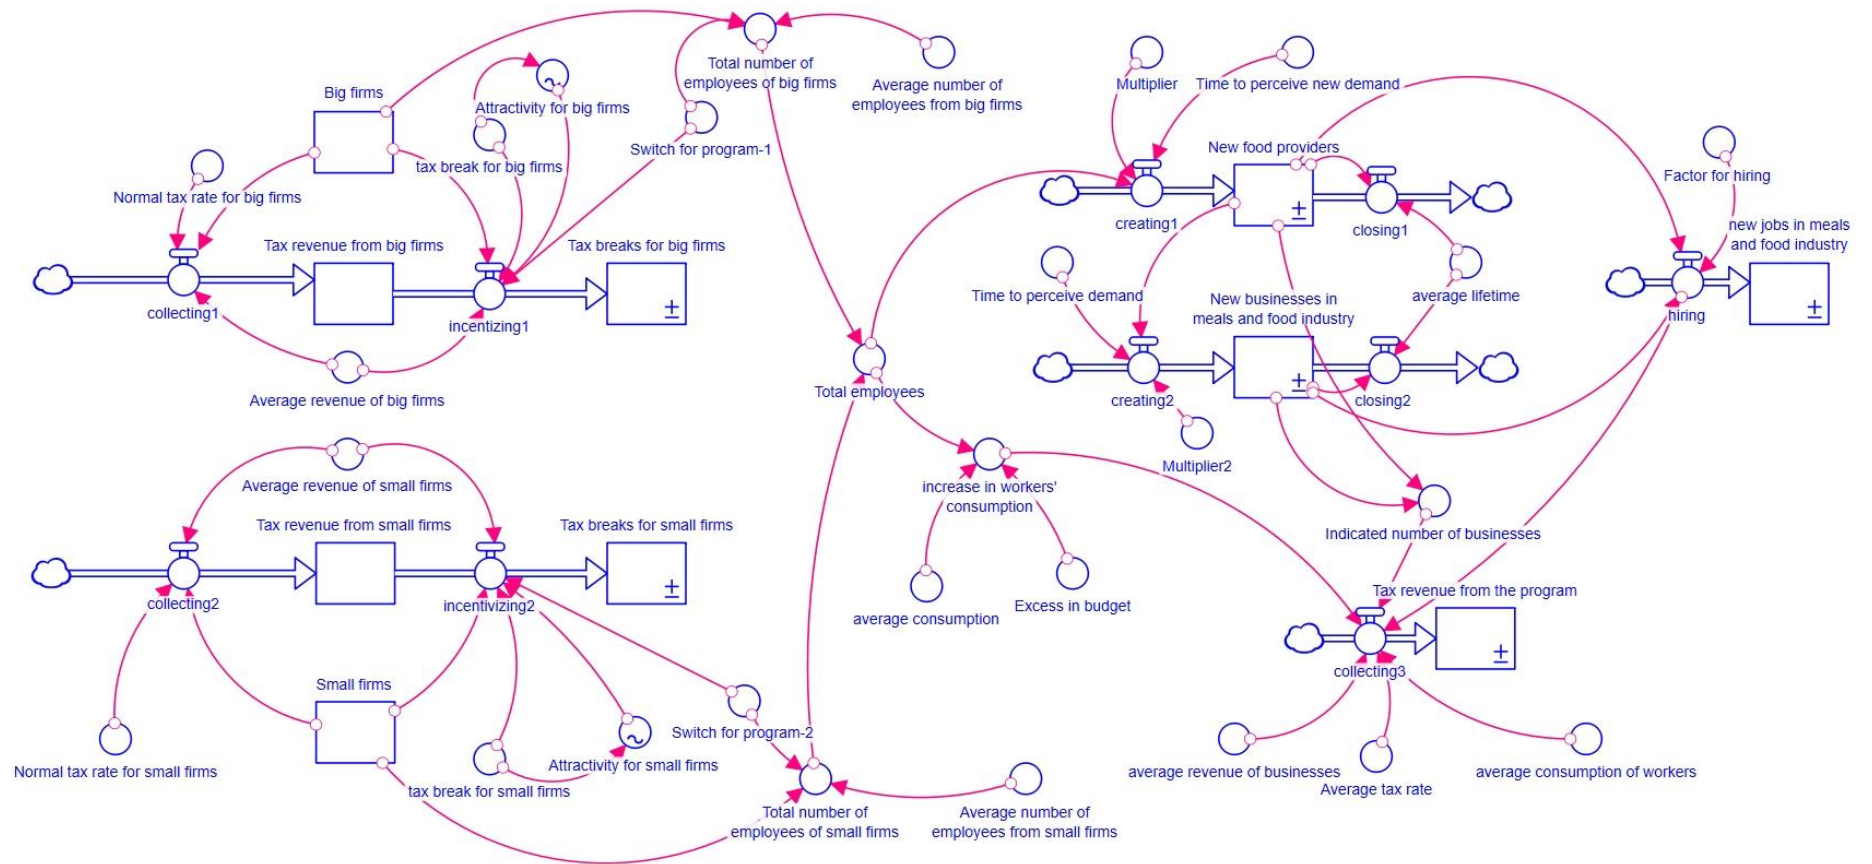 Total number of
employees of big firms
Average number of
employees from big firms
Big firms
Attractivity for big firms
tax break for big firms
Switch for program-1
Normal tax rate for big firms
Tax revenue from big firms
Tax breaks for big firms
collecting1
incentizing1
Average revenue of big firms
Multiplier
Time to perceive new demand
New food providers
creating1
closing1
Factor for hiring
new jobs in meals
and food industry
hiring
Time to perceive demand
New businesses in
meals and food industry
average lifetime
creating2
closing2
Multiplier2
Total employees
increase in workers'
consumption
average consumption
Excess in budget
Indicated number of businesses
Tax revenue from the program
collecting3
average revenue of businesses
Average tax rate
average consumption of workers
Average revenue of small firms
Tax revenue from small firms
Tax breaks for small firms
collecting2
incentivizing2
Small firms
Normal tax rate for small firms
tax break for small firms
Attractivity for small firms
Switch for program-2
Total number of
employees of small firms
Average number of
employees from small firms